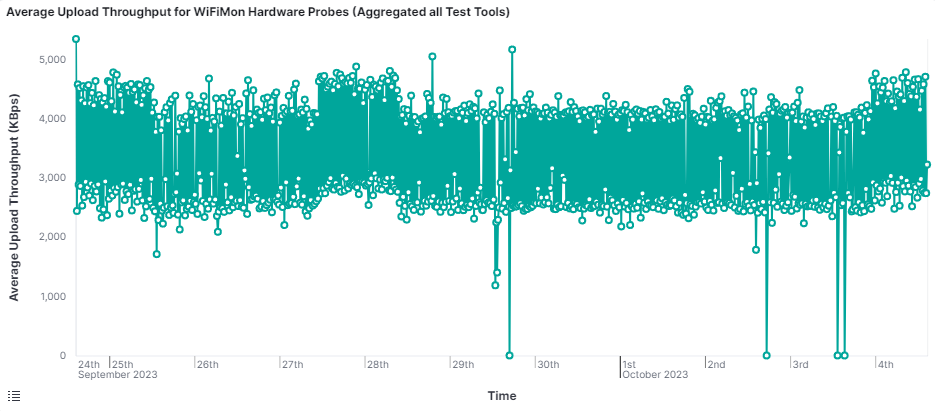 Average Upload Throughput for WiFiMon Hardware Probes (Aggregated all Test Tools)
Average Upload Throughput (KBps)
5,000
4,000
3,000
2,000
1,000
0
24th 25th 26th 27th 28th 29th 30th 1st 2nd 3rd 4th
September 2023 October 2023
Time